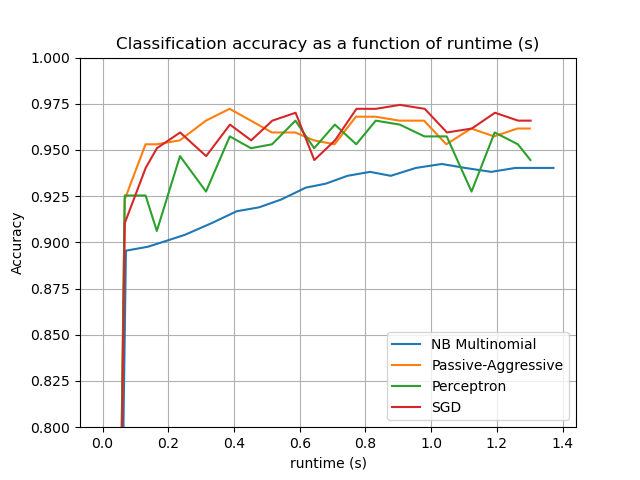 Classification accuracy as a function of runtime (s)
1.000
0.975
0.950
0.925
0.900
0.875
0.850
0.825
0.800
Accuracy
NB Multinomial
Passive-Aggressive
Perceptron
SGD
0.0 0.2 0.4 0.6 0.8 1.0 1.2 1.4
runtime (s)